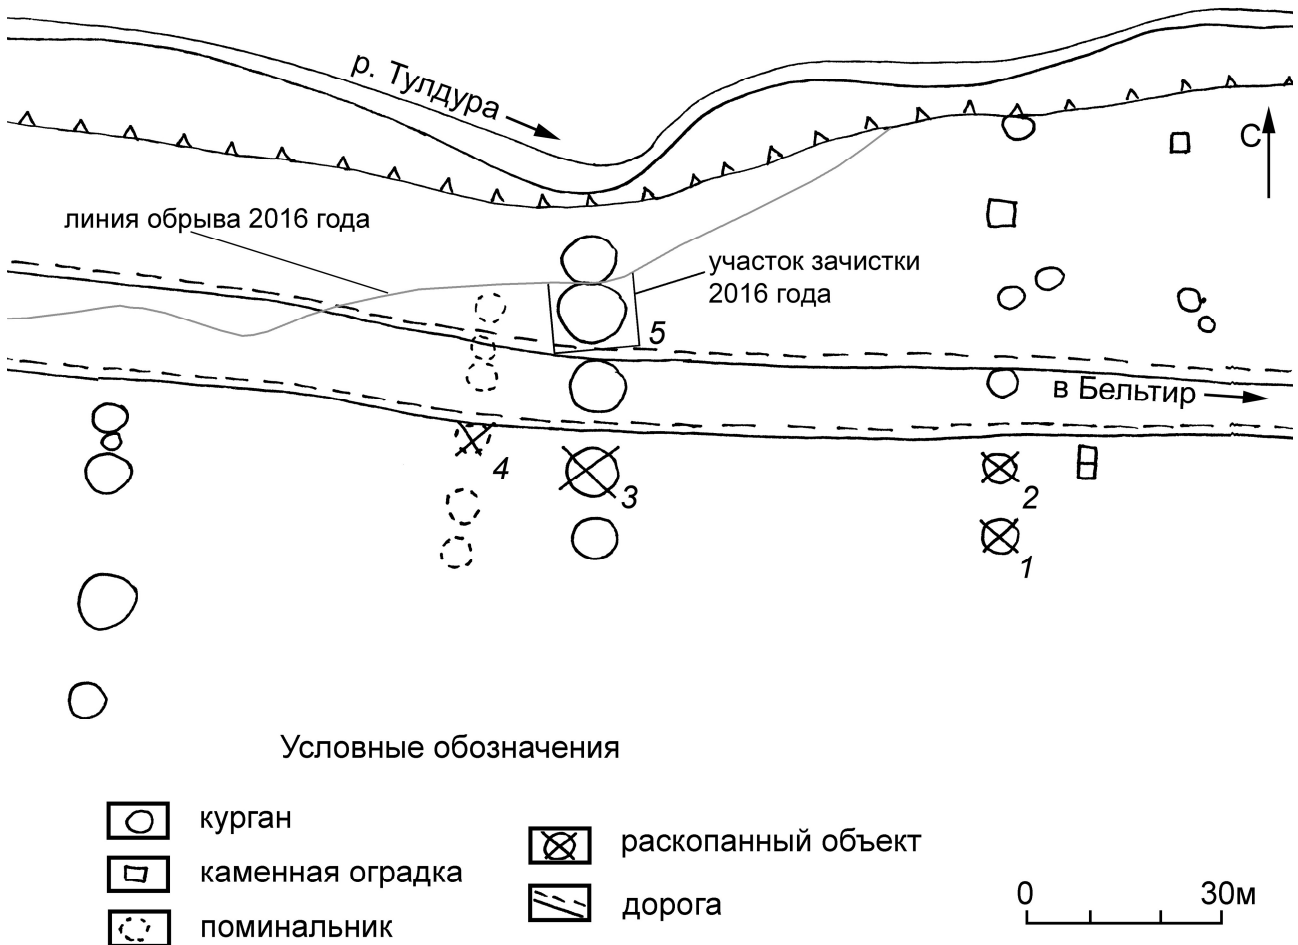 р. Тулдура
С
линия обрыва 2016 года
участок зачистки
2016 года
5
в Бельтир
4
3
2
1
Условные обозначения
курган
каменная оградка
поминальник
раскопанный объект
дорога
0 30м